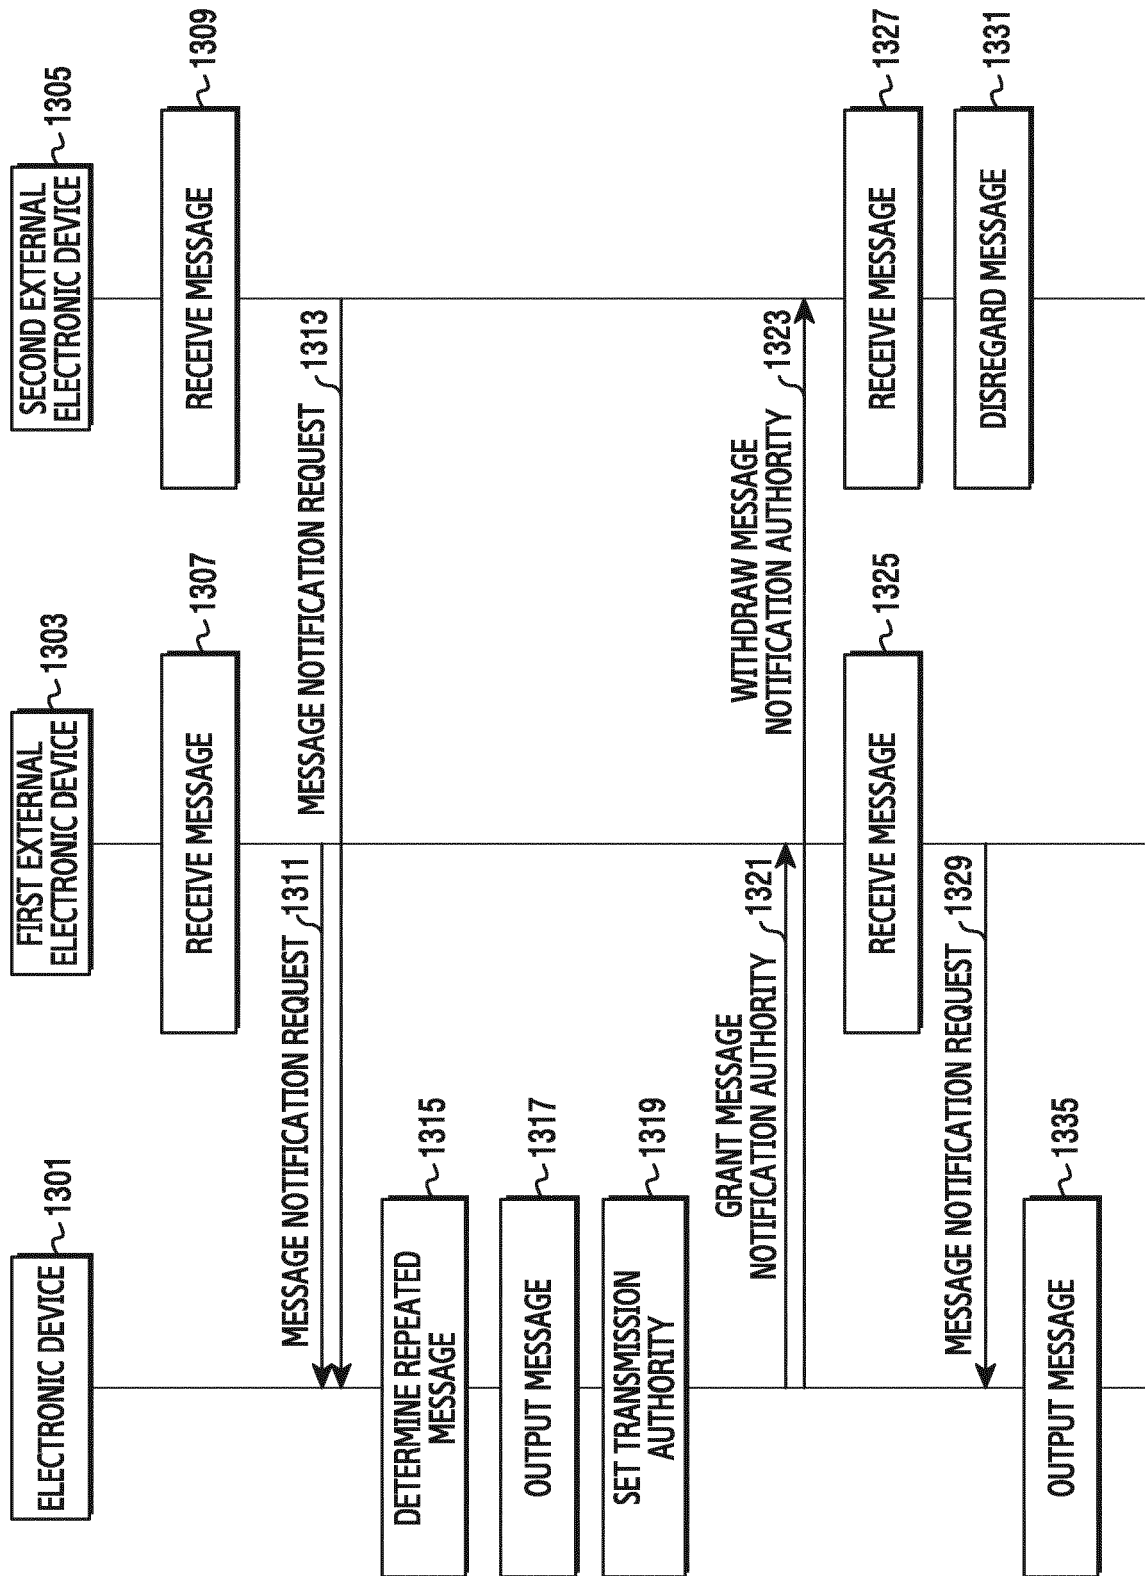 ELECTRONIC DEVICE
1301
FIRST EXTERNAL
ELECTRONIC DEVICE
1303
SECOND EXTERNAL
ELECTRONIC DEVICE
1305
RECEIVE MESSAGE
1307
RECEIVE MESSAGE
1309
MESSAGE NOTIFICATION REQUEST
1311
MESSAGE NOTIFICATION REQUEST
1313
DETERMINE REPEATED
MESSAGE
1315
OUTPUT MESSAGE
1317
SET TRANSMISSION
AUTHORITY
1319
GRANT MESSAGE
NOTIFICATION AUTHORITY
1321
WITHDRAW MESSAGE
NOTIFICATION AUTHORITY
1323
RECEIVE MESSAGE
1325
RECEIVE MESSAGE
1327
MESSAGE NOTIFICATION REQUEST
1329
DISREGARD MESSAGE
1331
OUTPUT MESSAGE
1335